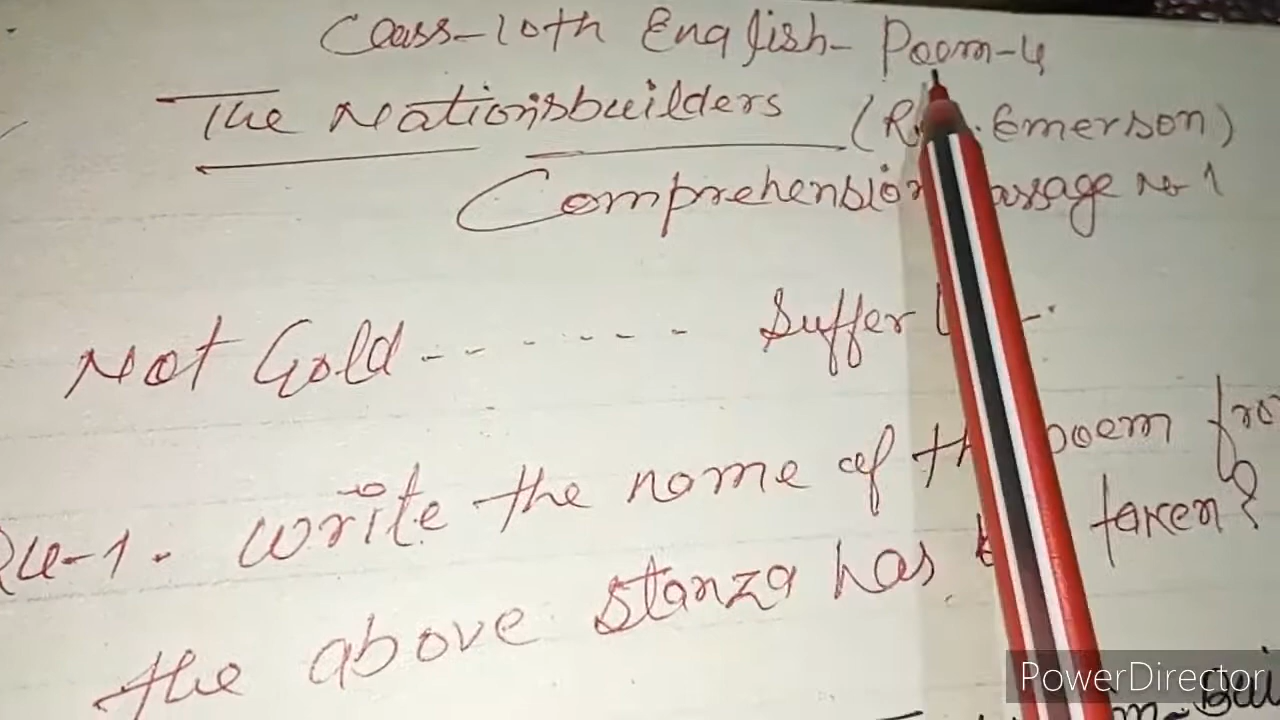 Class-10th English- Poem-4
The Nationsbuilders (R. . Emerson)
Comprehension Passage No 1
Not Gold ------- Suffer
Qu-1. Write the name of the poem from
the above stanza has taken?
PowerDirector